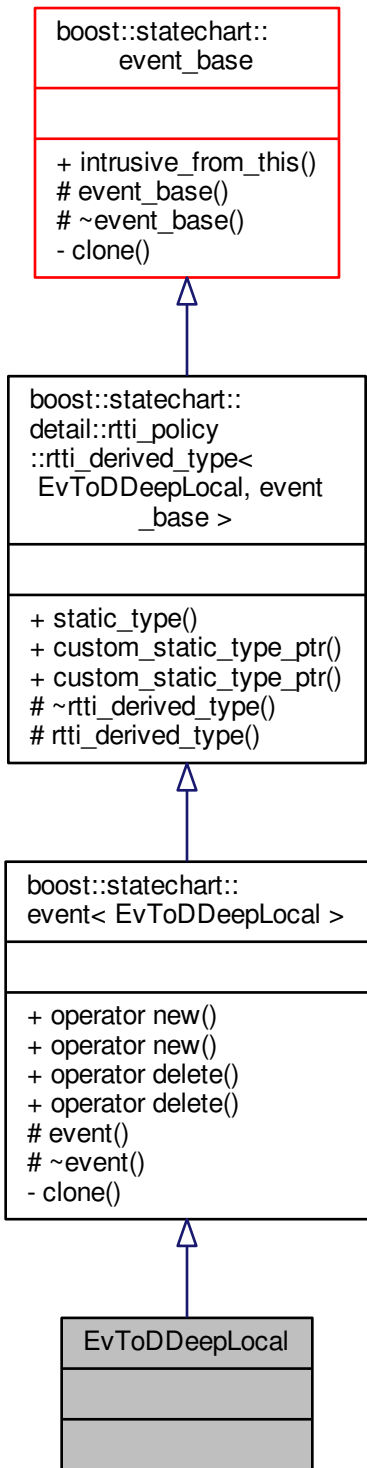 boost::statechart::
event_base
+ intrusive_from_this()
# event_base()
# ~event_base()
- clone()
boost::statechart::
detail::rtti_policy
::rtti_derived_type<
EvToDDeepLocal, event
_base >
+ static_type()
+ custom_static_type_ptr()
+ custom_static_type_ptr()
# ~rtti_derived_type()
# rtti_derived_type()
boost::statechart::
event< EvToDDeepLocal >
+ operator new()
+ operator new()
+ operator delete()
+ operator delete()
# event()
# ~event()
- clone()
EvToDDeepLocal